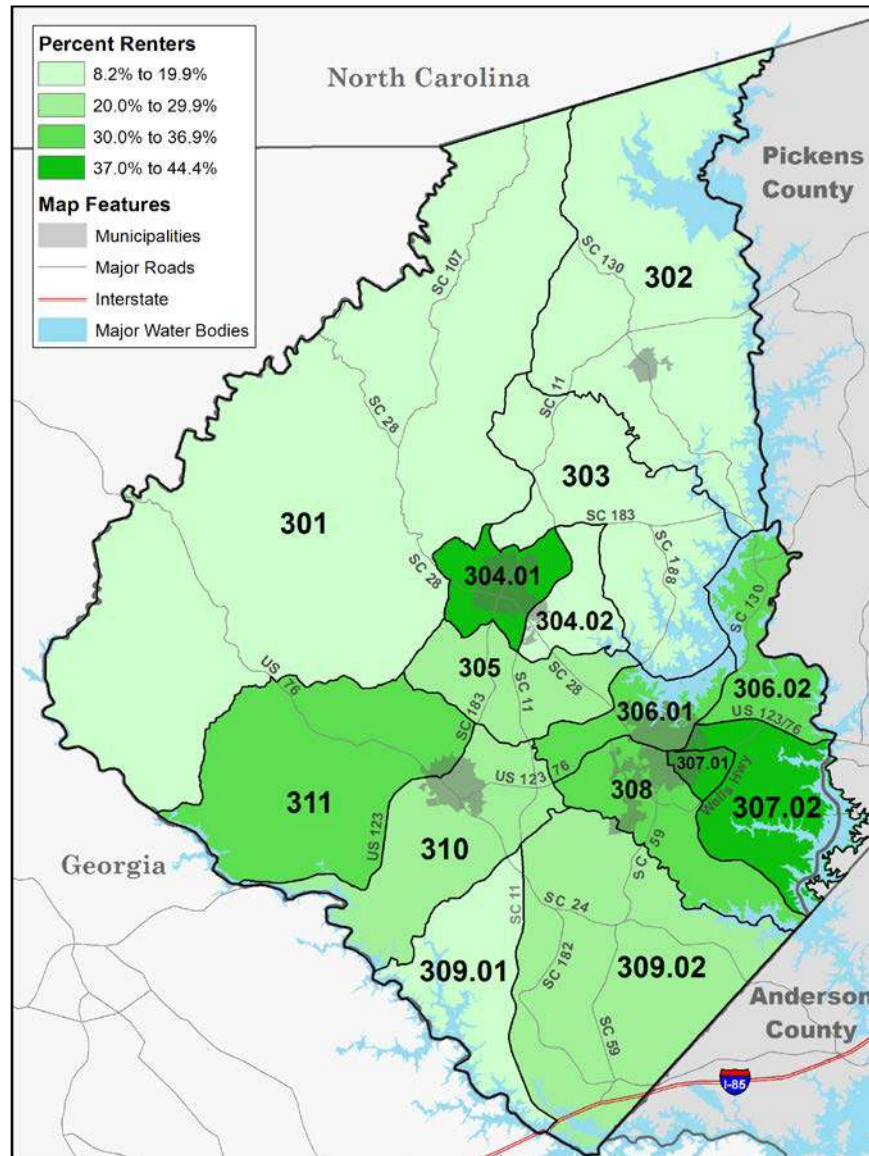 Percent Renters
8.2% to 19.9%
20.0% to 29.9%
30.0% to 36.9%
37.0% to 44.4%
Map Features
Municipalities
Major Roads
Interstate
Major Water Bodies
North Carolina
Pickens
County
SC 107
SC 130
302
SC 11
SC 28
303
301
SC 183
SC 188
304.01
SC 28
304.02
SC 130
305
SC 28
US 76
SC 183
SC 11
306.01
306.02
US 123/76
307.01
US 123 76
308
Wells Hwy
307.02
311
US 123
310
SC 59
Georgia
SC 11
SC 24
309.01
SC 182
309.02
SC 59
Anderson
County
I-85